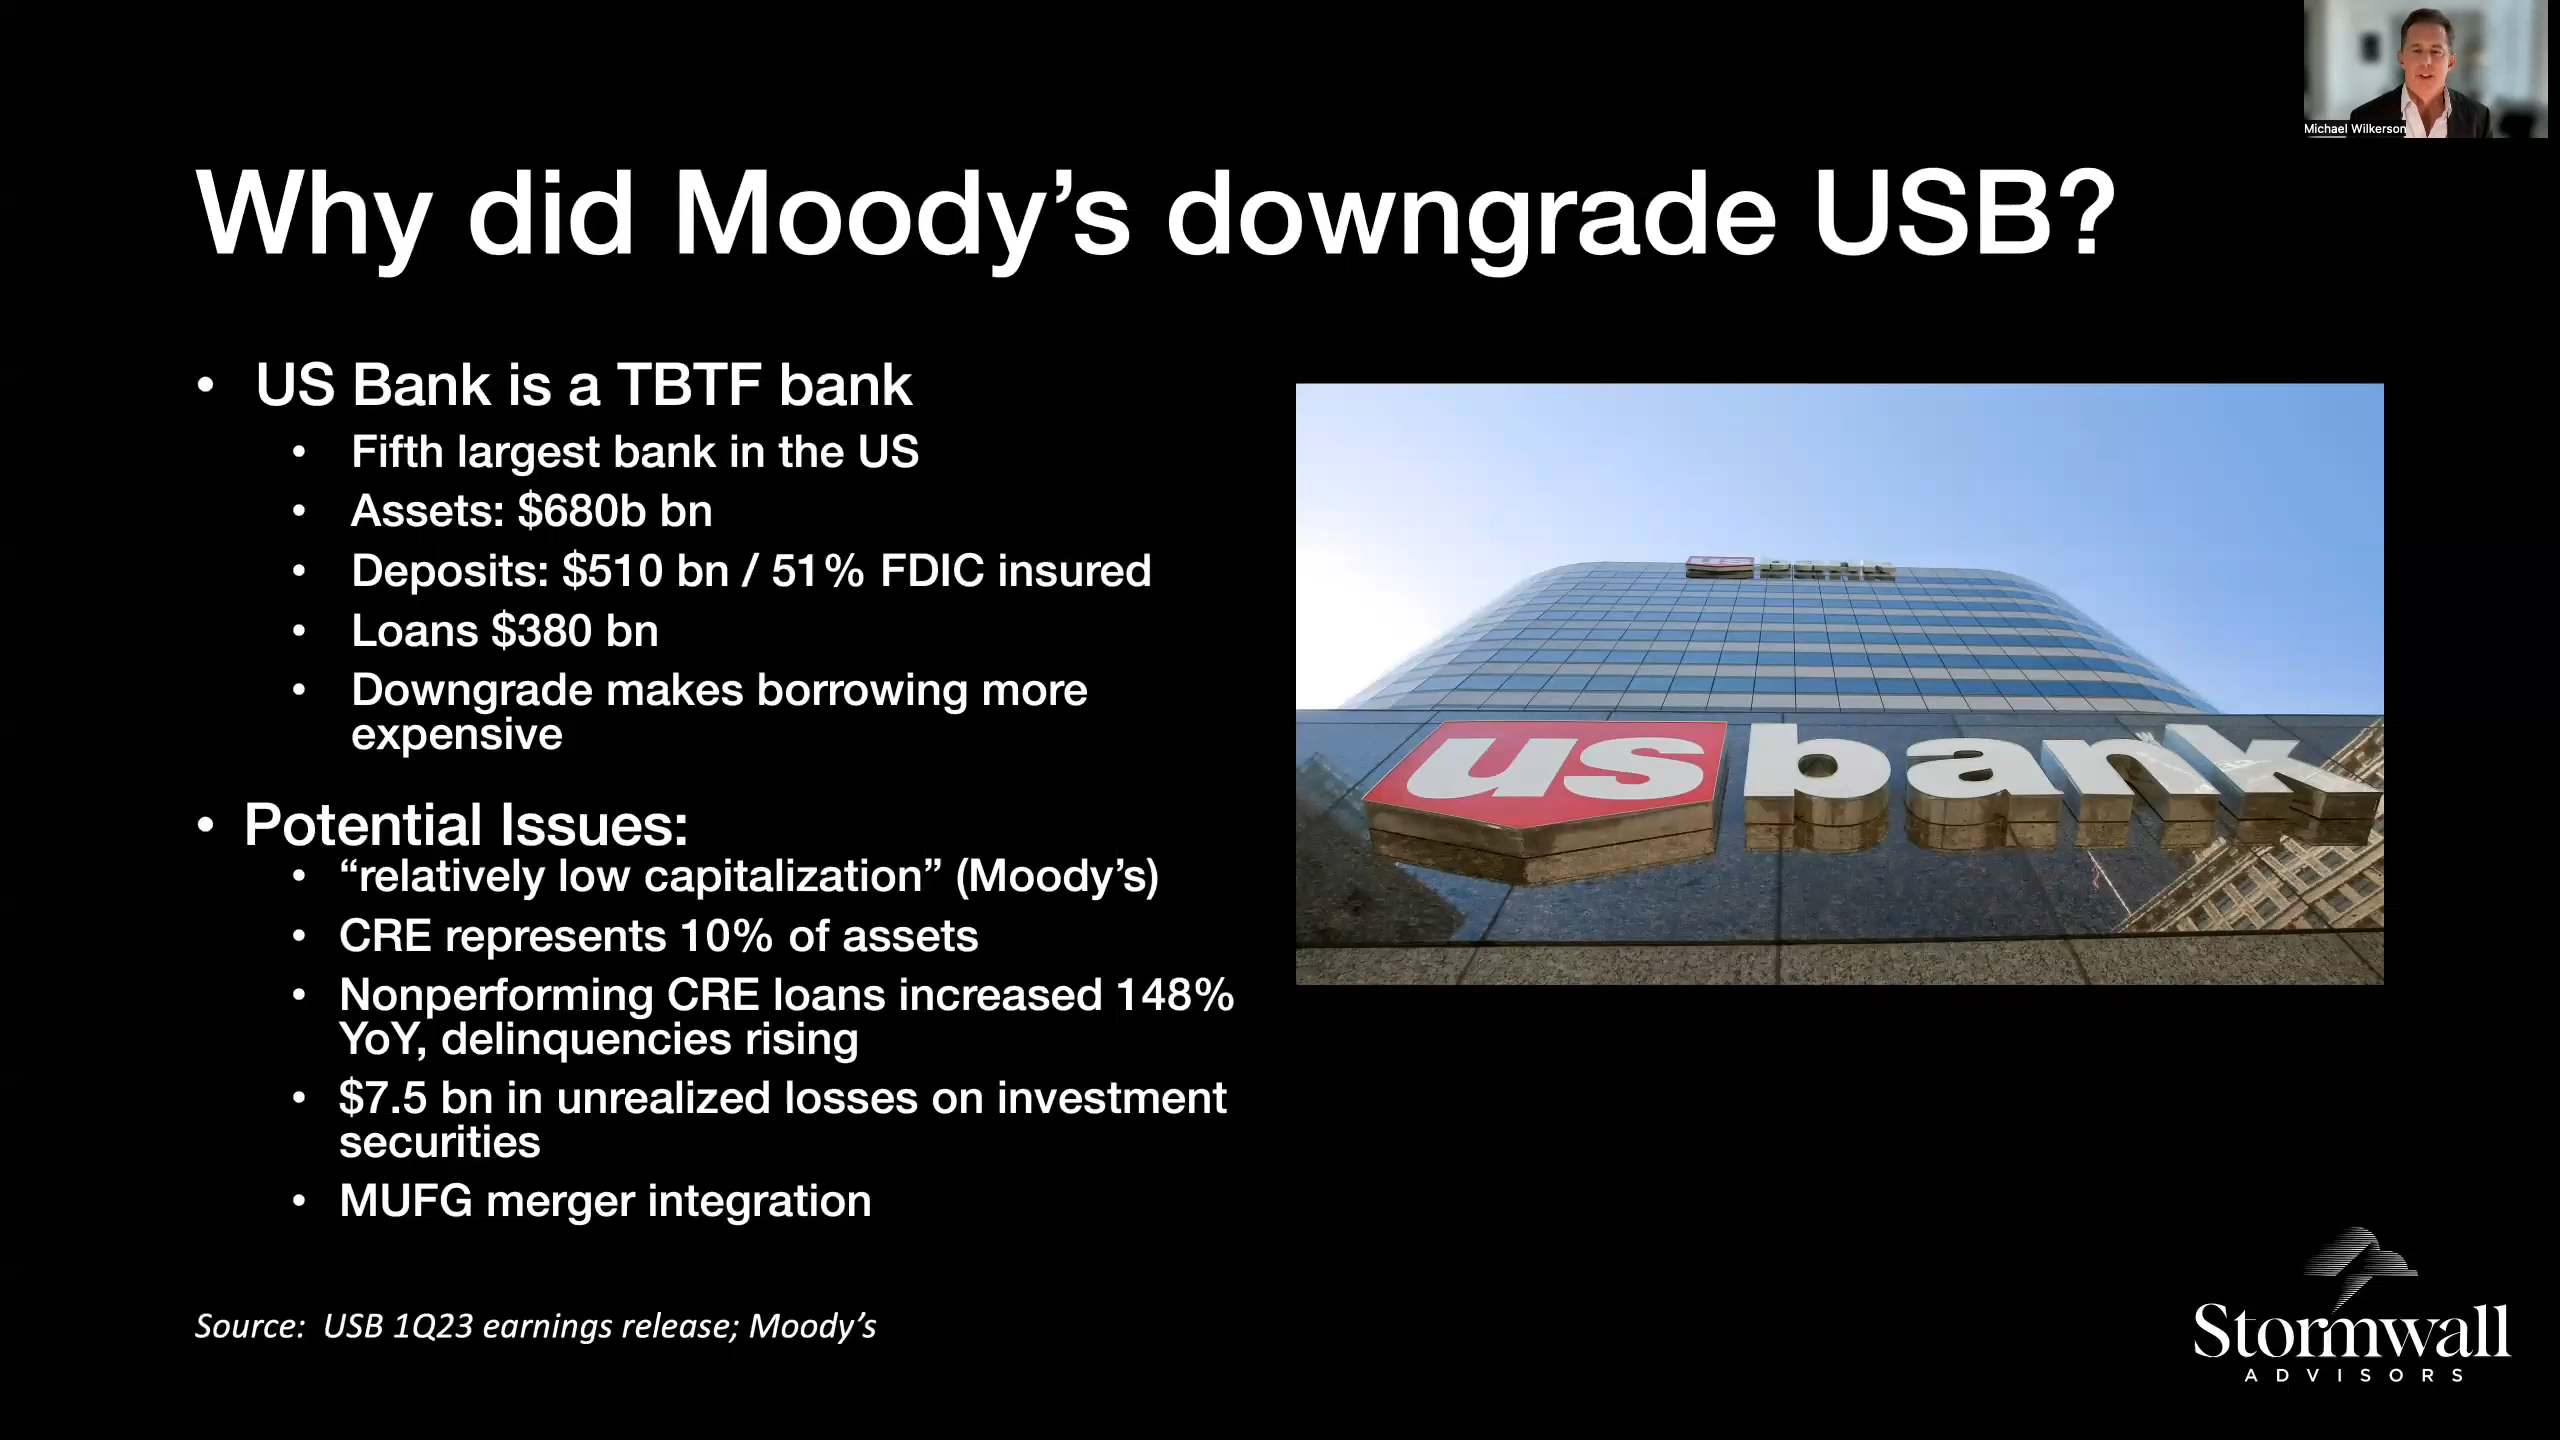 Michael Wilkerson
Why did Moody’s downgrade USB?
• US Bank is a TBTF bank
• Fifth largest bank in the US
• Assets: $680b bn
• Deposits: $510 bn / 51% FDIC insured
• Loans $380 bn
• Downgrade makes borrowing more
expensive
• Potential Issues:
• “relatively low capitalization” (Moody’s)
• CRE represents 10% of assets
• Nonperforming CRE loans increased 148%
YoY, delinquencies rising
• $7.5 bn in unrealized losses on investment
securities
• MUFG merger integration
us bank
us bank
Source: USB 1Q23 earnings release; Moody’s
Stormwall
ADVISORS